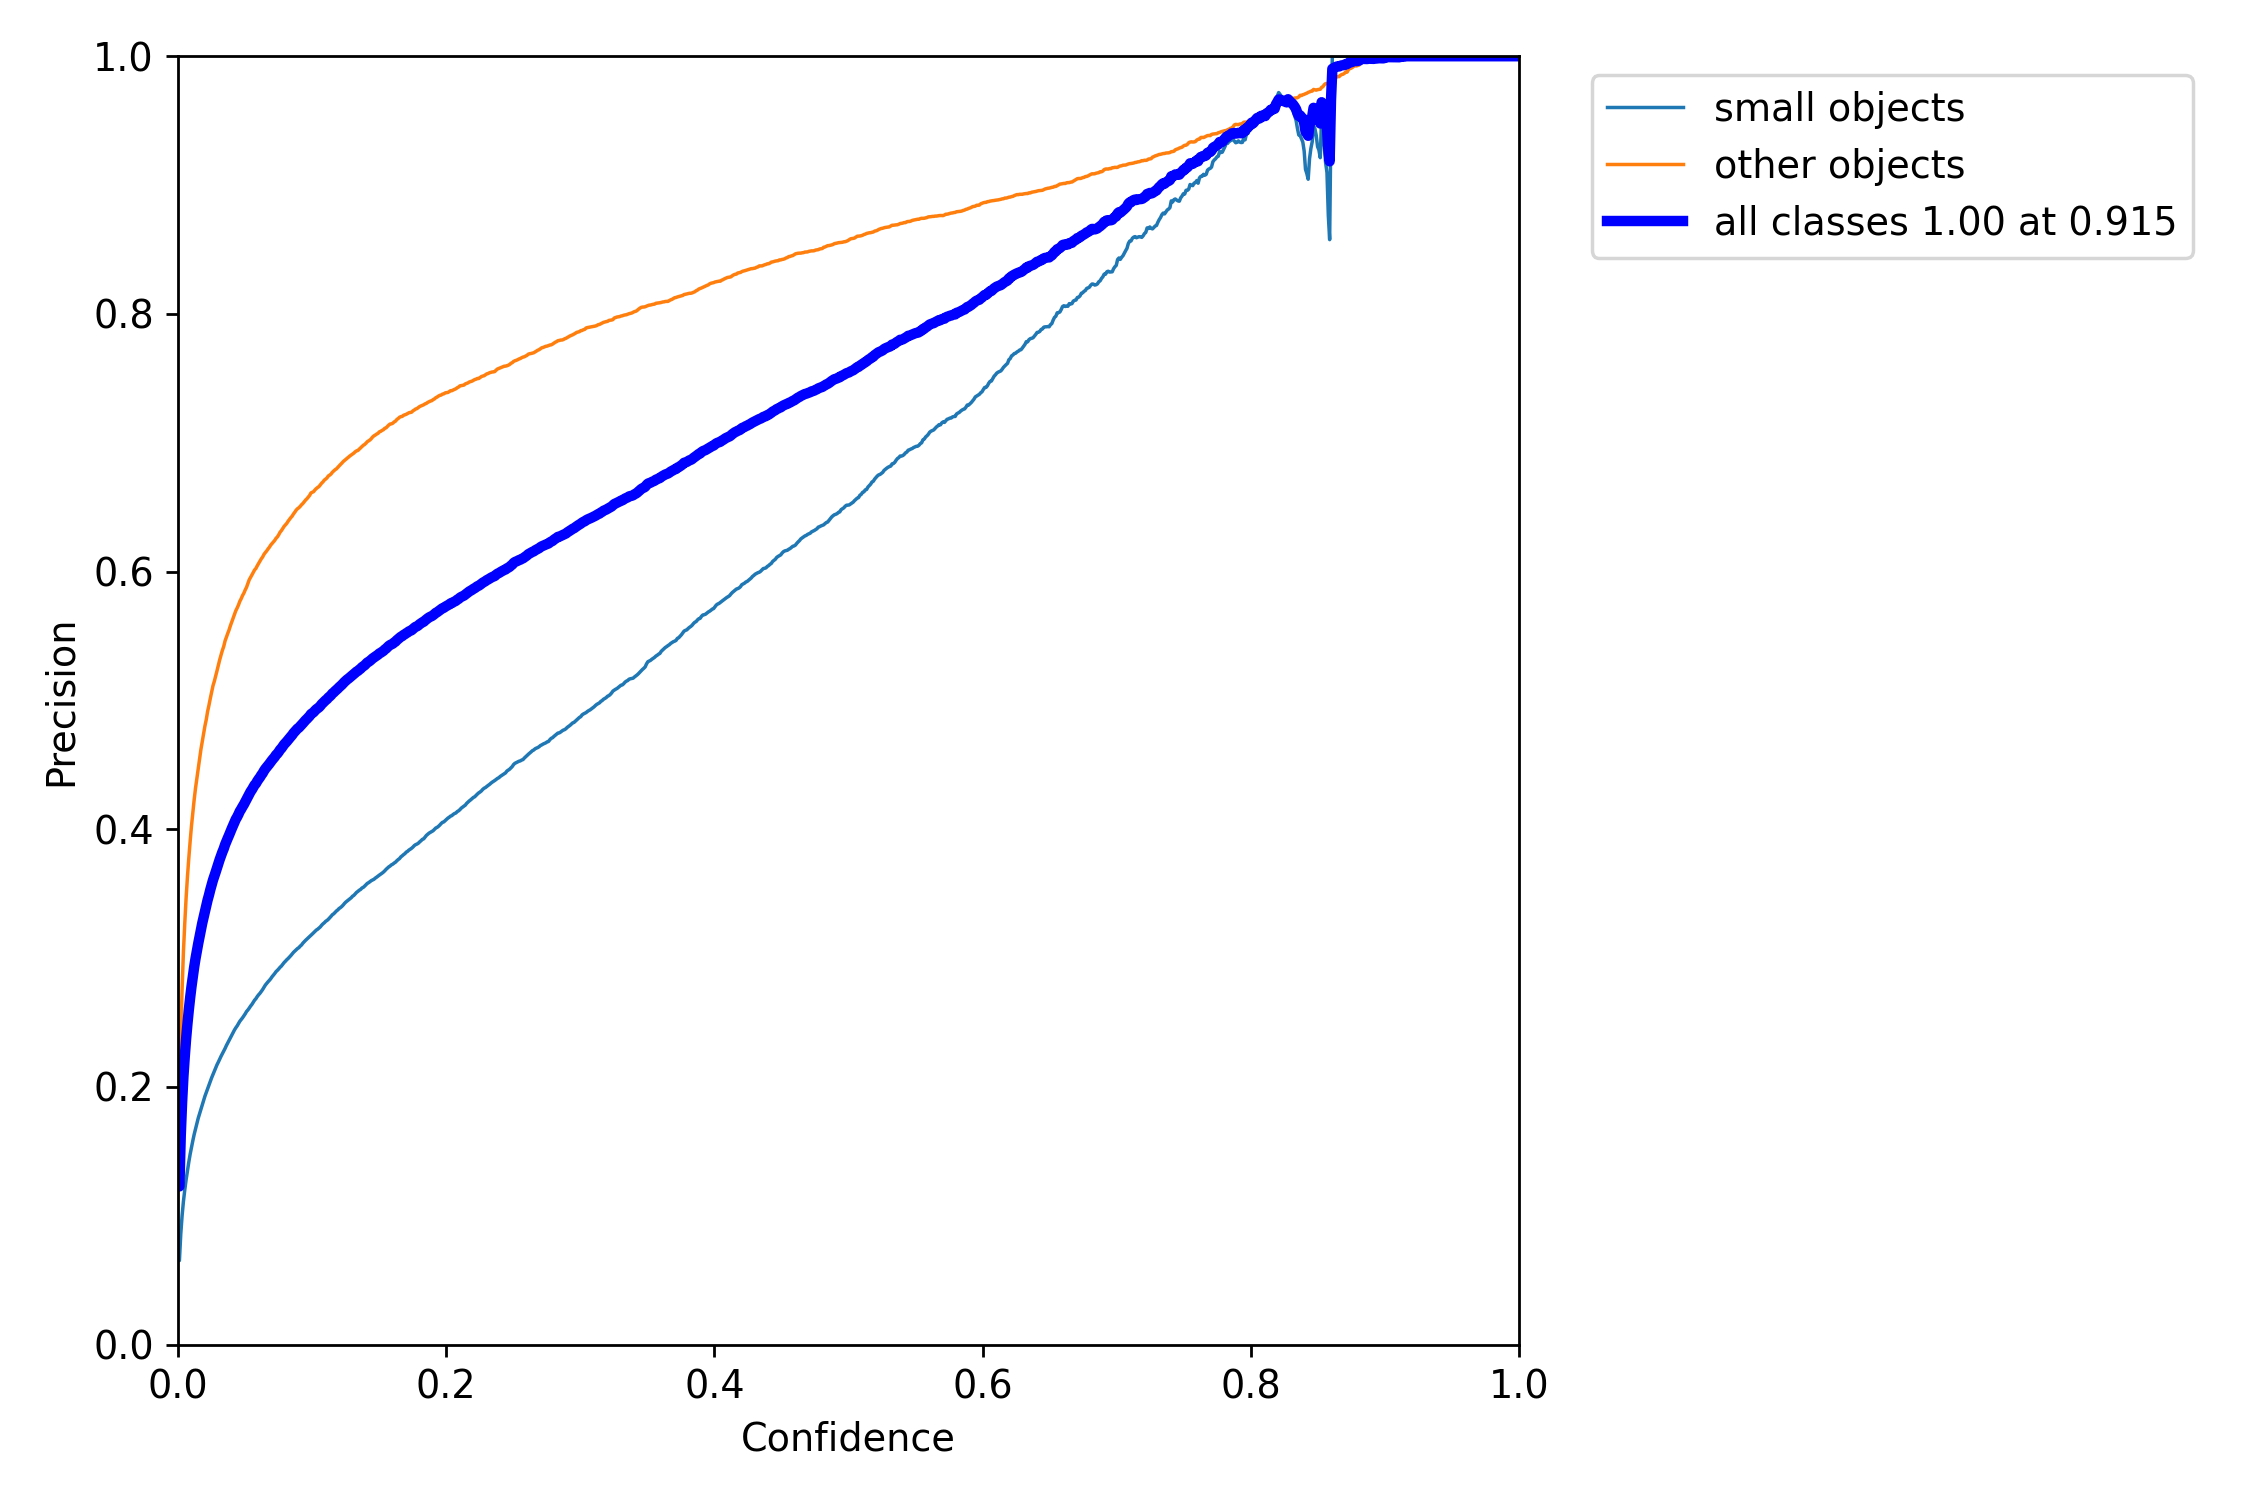 1.0
0.8
0.6
0.4
0.2
0.0
Precision
0.0 0.2 0.4 0.6 0.8 1.0
Confidence
small objects
other objects
all classes 1.00 at 0.915